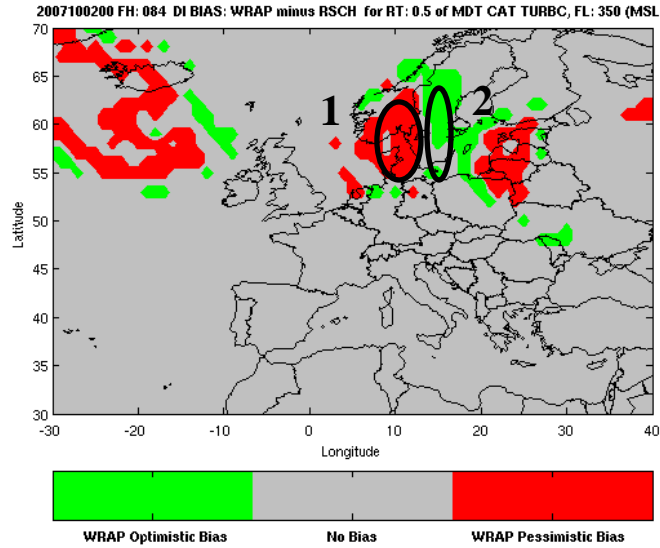 2007100200 FH: 084 DI BIAS: WRAP minus RSCH for RT: 0.5 of MDT CAT TURBC, FL: 350 (MSL
70
65
60
55
50
45
40
35
30
Latitude
1
2
-30 -20 -10 0 10 20 30 40
Longitude
WRAP Optimistic Bias No Bias WRAP Pessimistic Bias